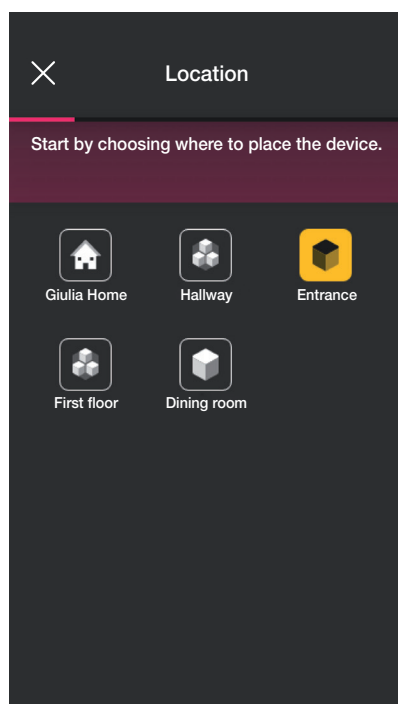 Location
Start by choosing where to place the device.
Giulia Home
Hallway
Entrance
First floor
Dining room